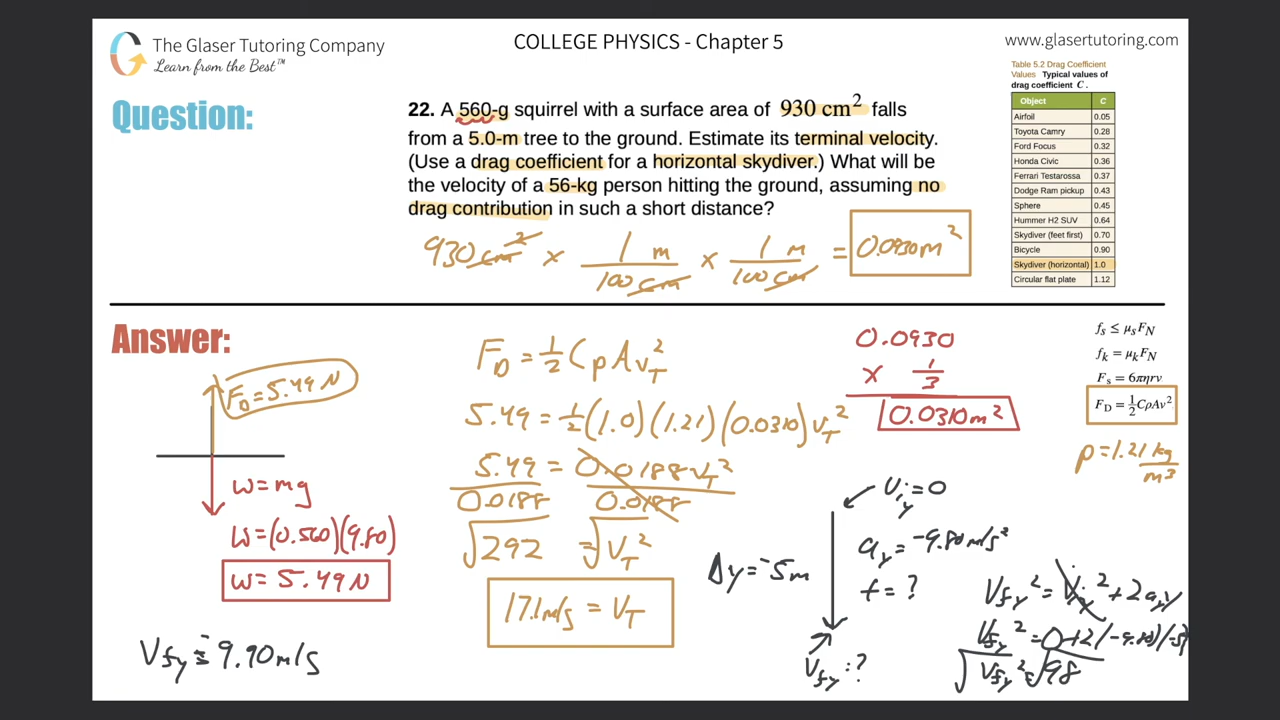 The Glaser Tutoring Company
Learn from the Best™
COLLEGE PHYSICS - Chapter 5
www.glasertutoring.com
Question:
22. A 560-g squirrel with a surface area of 930 cm² falls
from a 5.0-m tree to the ground. Estimate its terminal velocity.
(Use a drag coefficient for a horizontal skydiver.) What will be
the velocity of a 56-kg person hitting the ground, assuming no
drag contribution in such a short distance?
930 cm² × 1 m / 100 cm × 1 m / 100 cm = 0.0930 m²
Table 5.2 Drag Coefficient
Values Typical values of
drag coefficient C .
Object C
Airfoil 0.05
Toyota Camry 0.28
Ford Focus 0.32
Honda Civic 0.36
Ferrari Testarossa 0.37
Dodge Ram pickup 0.43
Sphere 0.45
Hummer H2 SUV 0.64
Skydiver (feet first) 0.70
Bicycle 0.90
Skydiver (horizontal) 1.0
Circular flat plate 1.12
Answer:
F_D = 5.49 N
W = mg
W = (0.560)(9.80)
W = 5.49 N
V_fy = -9.90 m/s
F_D = ½ C ρ A v_T²
5.49 = ½ (1.0)(1.21)(0.0310) v_T²
5.49 = 0.0188 v_T²
0.0188 0.0188
√292 = √V_T²
17.1 m/s = V_T
0.0930
× 1/3
0.0310 m²
V_iy = 0
a_y = -9.80 m/s²
Δy = -5m
t = ?
V_fy : ?
V_fy² = V_iy² + 2a_y y
V_fy² = 0 + 2(-9.80)(-5)
√V_fy² = √98
f_s ≤ μ_s F_N
f_k = μ_k F_N
F_s = 6πηrv
F_D = ½CρAv²
ρ = 1.21 kg/m³